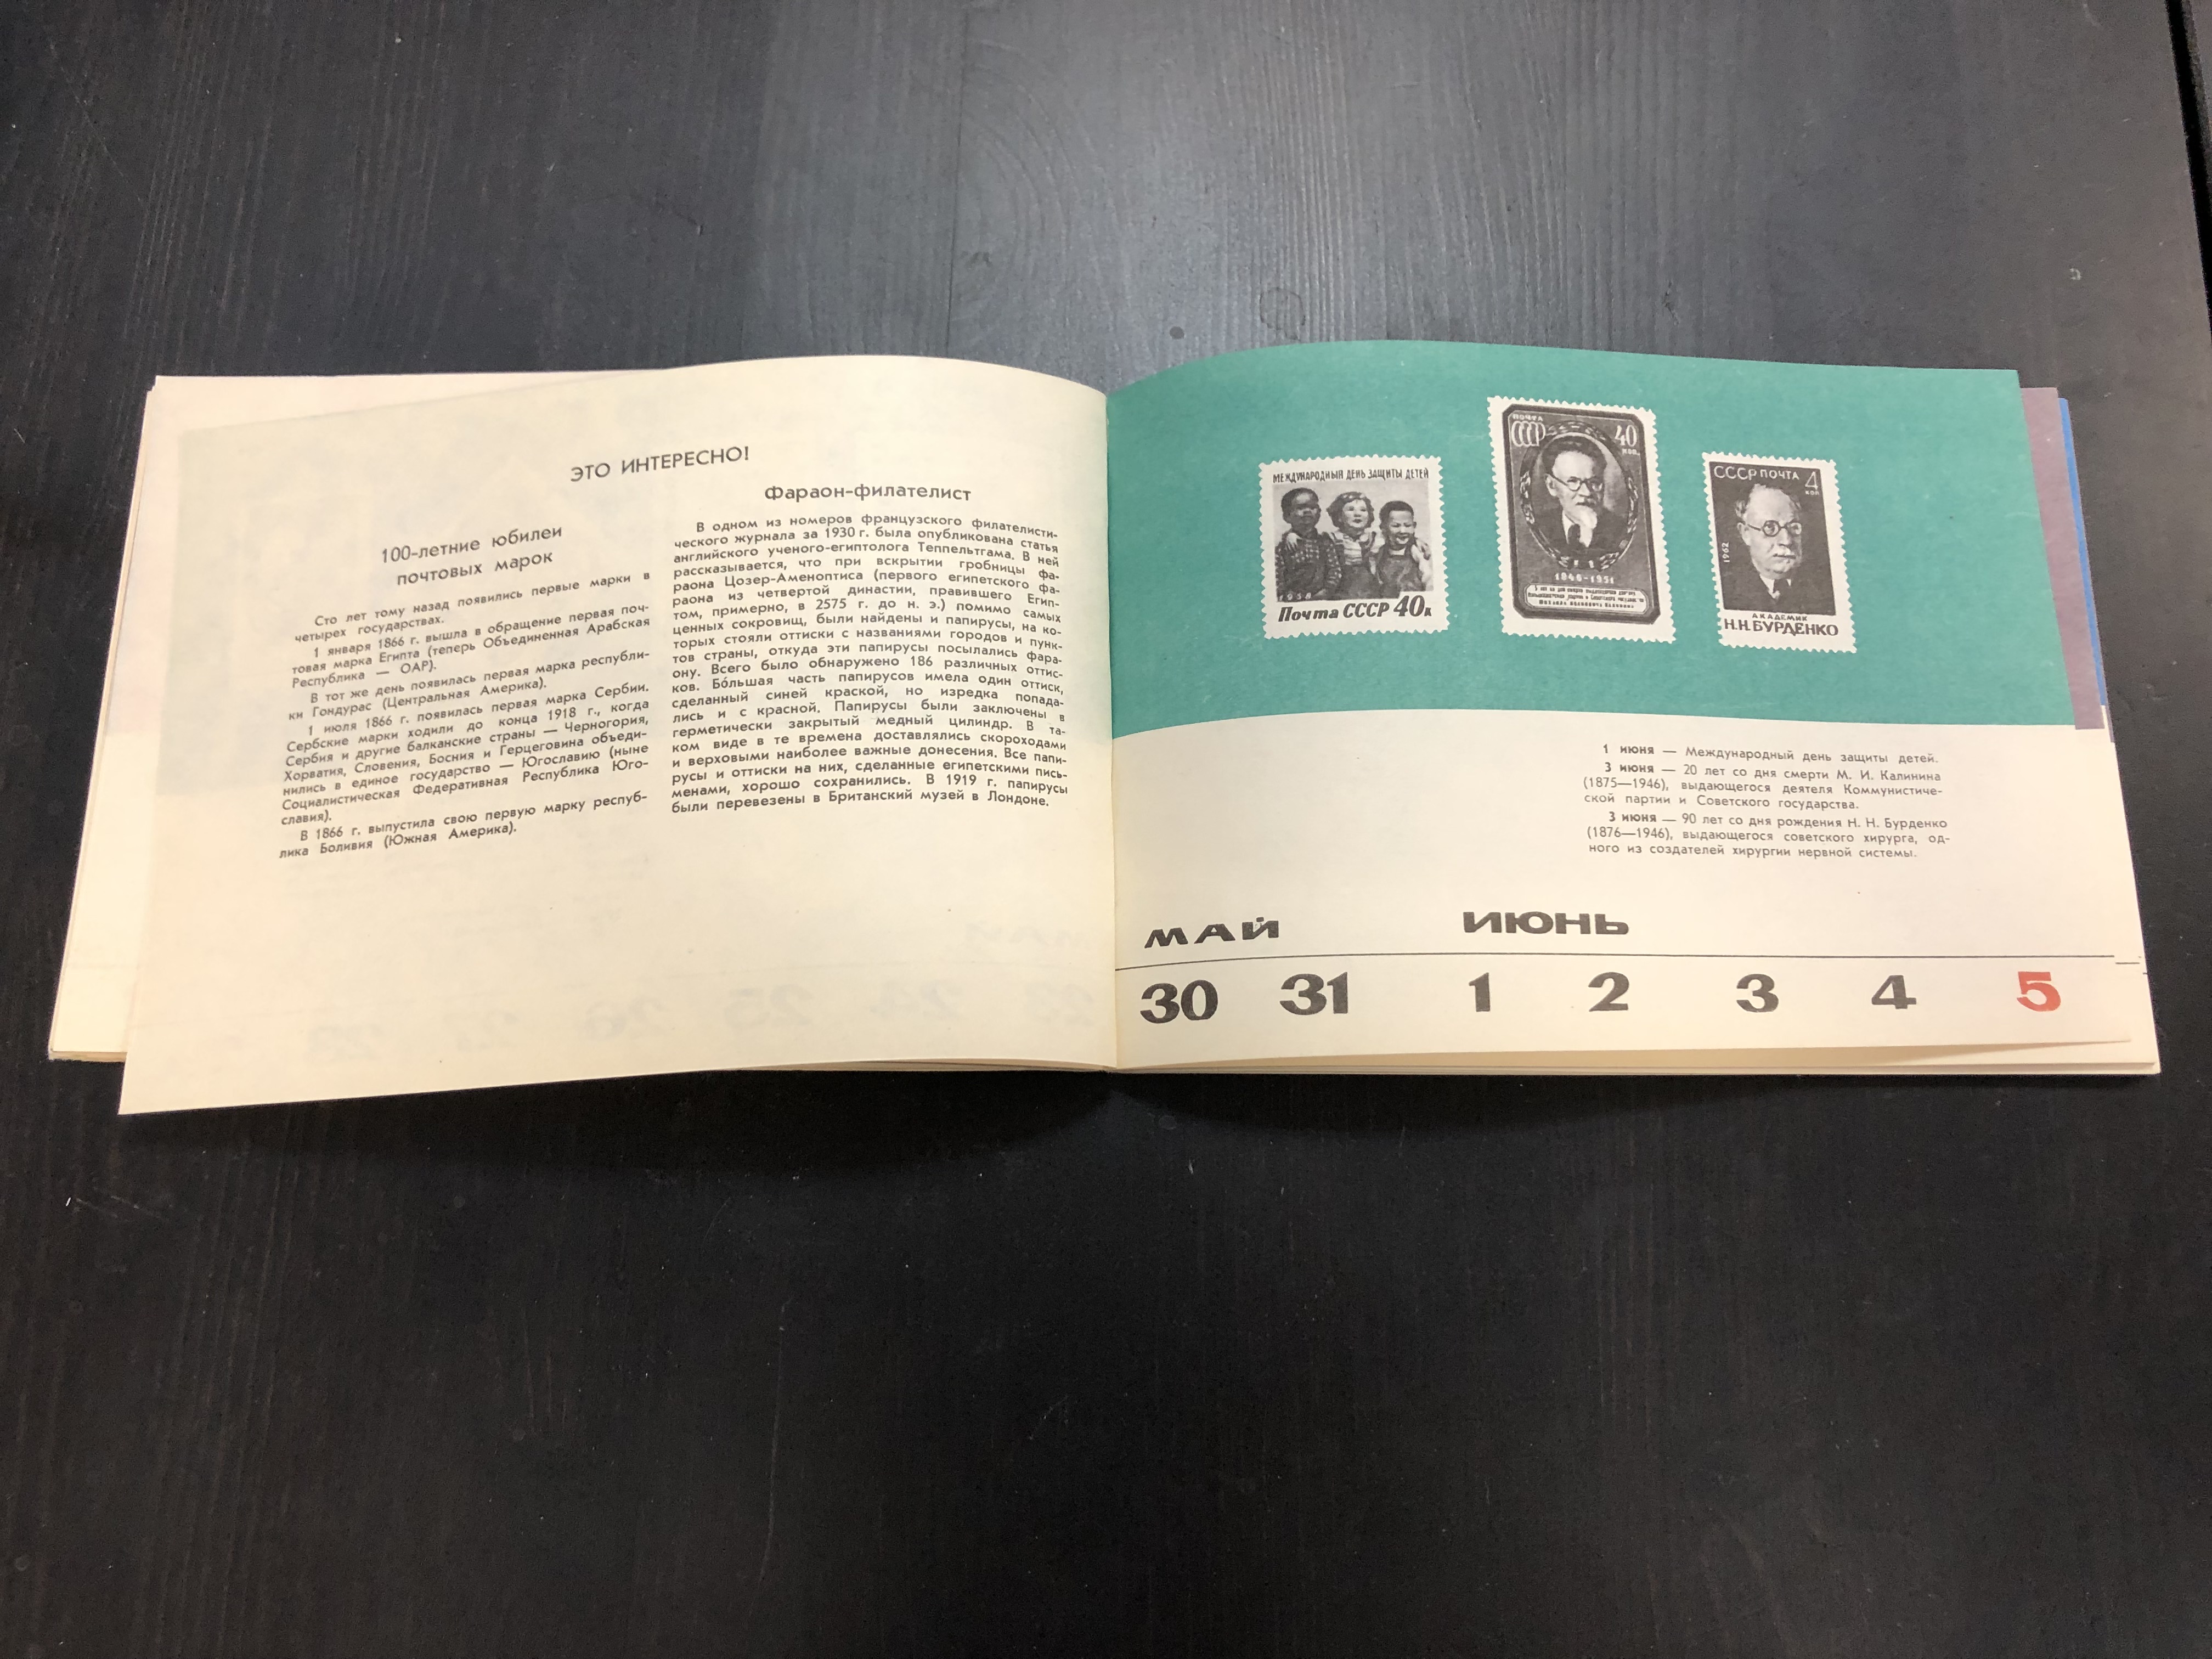 ЭТО ИНТЕРЕСНО!
100-летние юбилеи
почтовых марок
Сто лет тому назад появились первые марки в
четырех государствах.
1 января 1866 г. вышла в обращение первая поч-
товая марка Египта (теперь Объединенная Арабская
Республика — ОАР).
В тот же день появилась первая марка республи-
ки Гондурас (Центральная Америка).
1 июля 1866 г. появилась первая марка Сербии.
Сербские марки ходили до конца 1918 г., когда
Сербия и другие балканские страны — Черногория,
Хорватия, Словения, Босния и Герцеговина объеди-
нились в единое государство — Югославию (ныне
Социалистическая Федеративная Республика Юго-
славия).
В 1866 г. выпустила свою первую марку респуб-
лика Боливия (Южная Америка).
Фараон-филателист
В одном из номеров французского филателисти-
ческого журнала за 1930 г. была опубликована статья
английского ученого-египтолога Теппельтгама. В ней
рассказывается, что при вскрытии гробницы фа-
раона Цозер-Аменоптиса (первого египетского фа-
раона из четвертой династии, правившего Егип-
том, примерно, в 2575 г. до н. э.) помимо самых
ценных сокровищ, были найдены и папирусы, на ко-
торых стояли оттиски с названиями городов и пунк-
тов страны, откуда эти папирусы посылались фара-
ону. Всего было обнаружено 186 различных оттис-
ков. Бо́льшая часть папирусов имела один оттиск,
сделанный синей краской, но изредка попада-
лись и с красной. Папирусы были заключены в
герметически закрытый медный цилиндр. В та-
ком виде в те времена доставлялись скороходами
и верховыми наиболее важные донесения. Все папи-
русы и оттиски на них, сделанные египетскими пись-
менами, хорошо сохранились. В 1919 г. папирусы
были перевезены в Британский музей в Лондоне.
МЕЖДУНАРОДНЫЙ ДЕНЬ ЗАЩИТЫ ДЕТЕЙ
1958
Почта СССР 40к
ПОЧТА
СССР
40
КОП.
1946-1951
СССР ПОЧТА 4
КОП
1962
АКАДЕМИК
Н.Н.БУРДЕНКО
1 июня — Международный день защиты детей.
3 июня — 20 лет со дня смерти М. И. Калинина
(1875—1946), выдающегося деятеля Коммунистиче-
ской партии и Советского государства.
3 июня — 90 лет со дня рождения Н. Н. Бурденко
(1876—1946), выдающегося советского хирурга, од-
ного из создателей хирургии нервной системы.
МАЙ ИЮНЬ
30 31 1 2 3 4 5